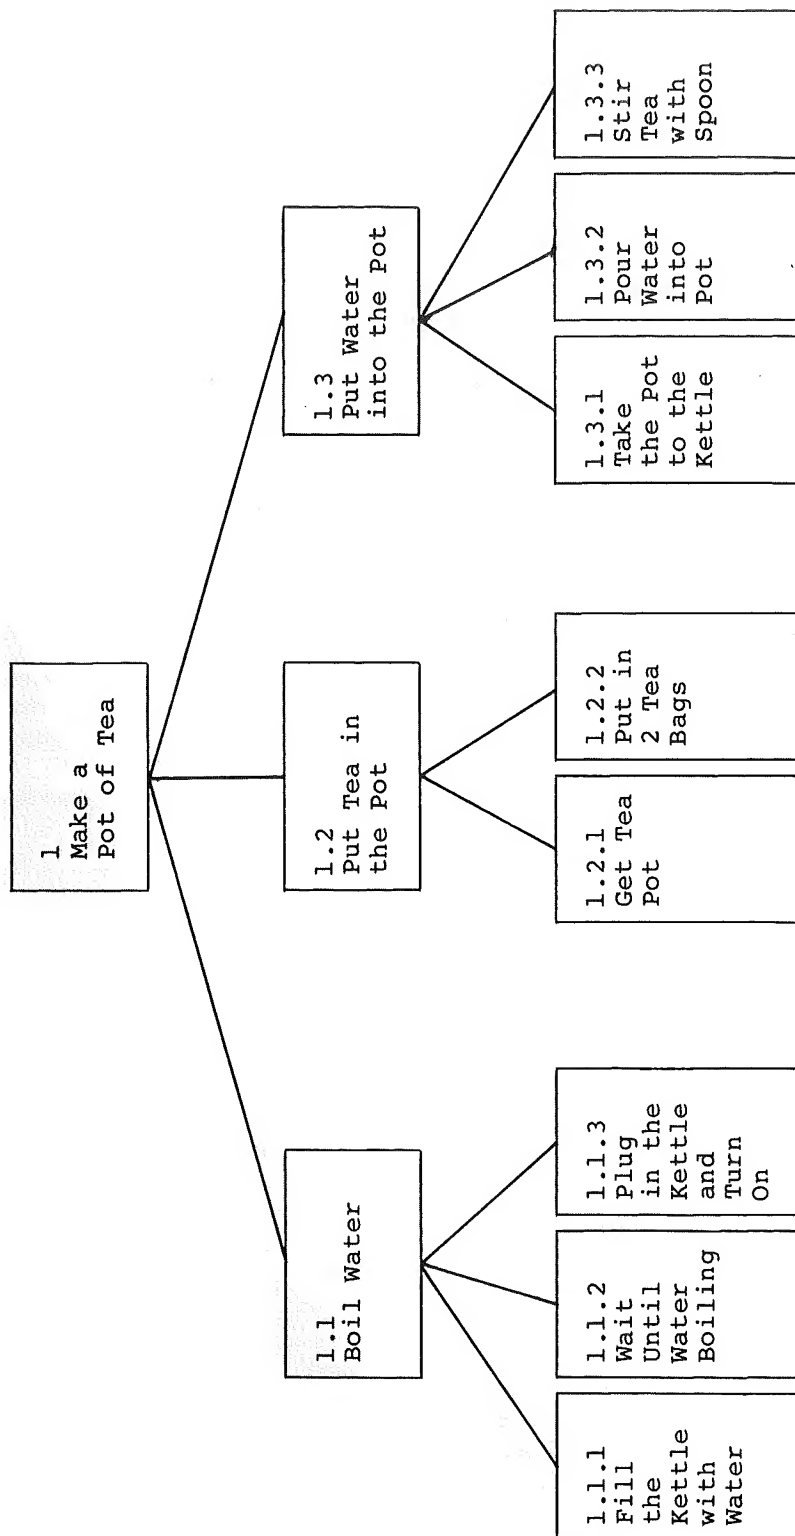 1
Make a
Pot of Tea
1.1
Boil Water
1.2
Put Tea in
the Pot
1.3
Put Water
into the Pot
1.1.1
Fill
the
Kettle
with
Water
1.1.2
Wait
Until
Water
Boiling
1.1.3
Plug
in the
Kettle
and
Turn
On
1.2.1
Get Tea
Pot
1.2.2
Put in
2 Tea
Bags
1.3.1
Take
the Pot
to the
Kettle
1.3.2
Pour
Water
into
Pot
1.3.3
Stir
Tea
with
Spoon